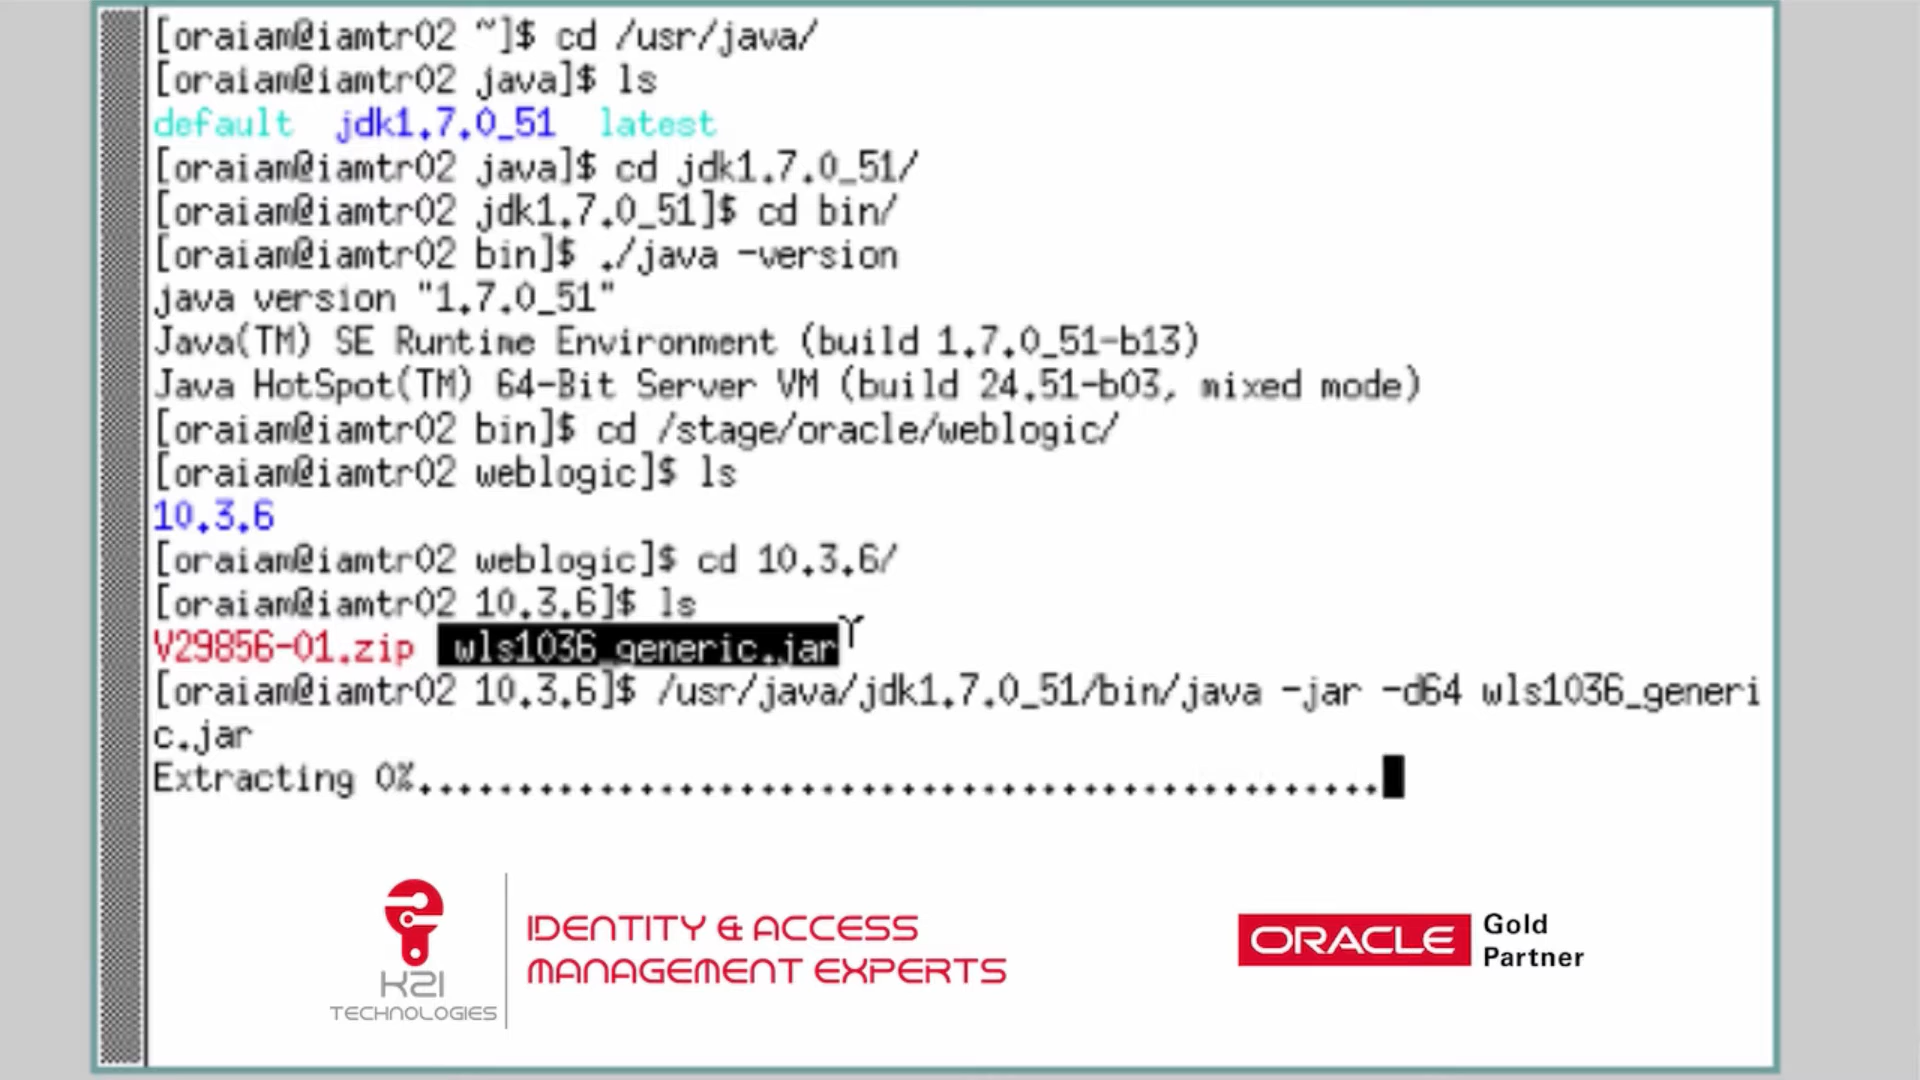 [oraiam@iamtr02 ~]$ cd /usr/java/
[oraiam@iamtr02 java]$ ls
default  jdk1.7.0_51  latest
[oraiam@iamtr02 java]$ cd jdk1.7.0_51/
[oraiam@iamtr02 jdk1.7.0_51]$ cd bin/
[oraiam@iamtr02 bin]$ ./java -version
java version "1.7.0_51"
Java(TM) SE Runtime Environment (build 1.7.0_51-b13)
Java HotSpot(TM) 64-Bit Server VM (build 24.51-b03, mixed mode)
[oraiam@iamtr02 bin]$ cd /stage/oracle/weblogic/
[oraiam@iamtr02 weblogic]$ ls
10.3.6
[oraiam@iamtr02 weblogic]$ cd 10.3.6/
[oraiam@iamtr02 10.3.6]$ ls
V29856-01.zip  wls1036_generic.jar
[oraiam@iamtr02 10.3.6]$ /usr/java/jdk1.7.0_51/bin/java -jar -d64 wls1036_generi
c.jar
Extracting 0%................................................
K21
TECHNOLOGIES
IDENTITY & ACCESS
MANAGEMENT EXPERTS
ORACLE
Gold
Partner